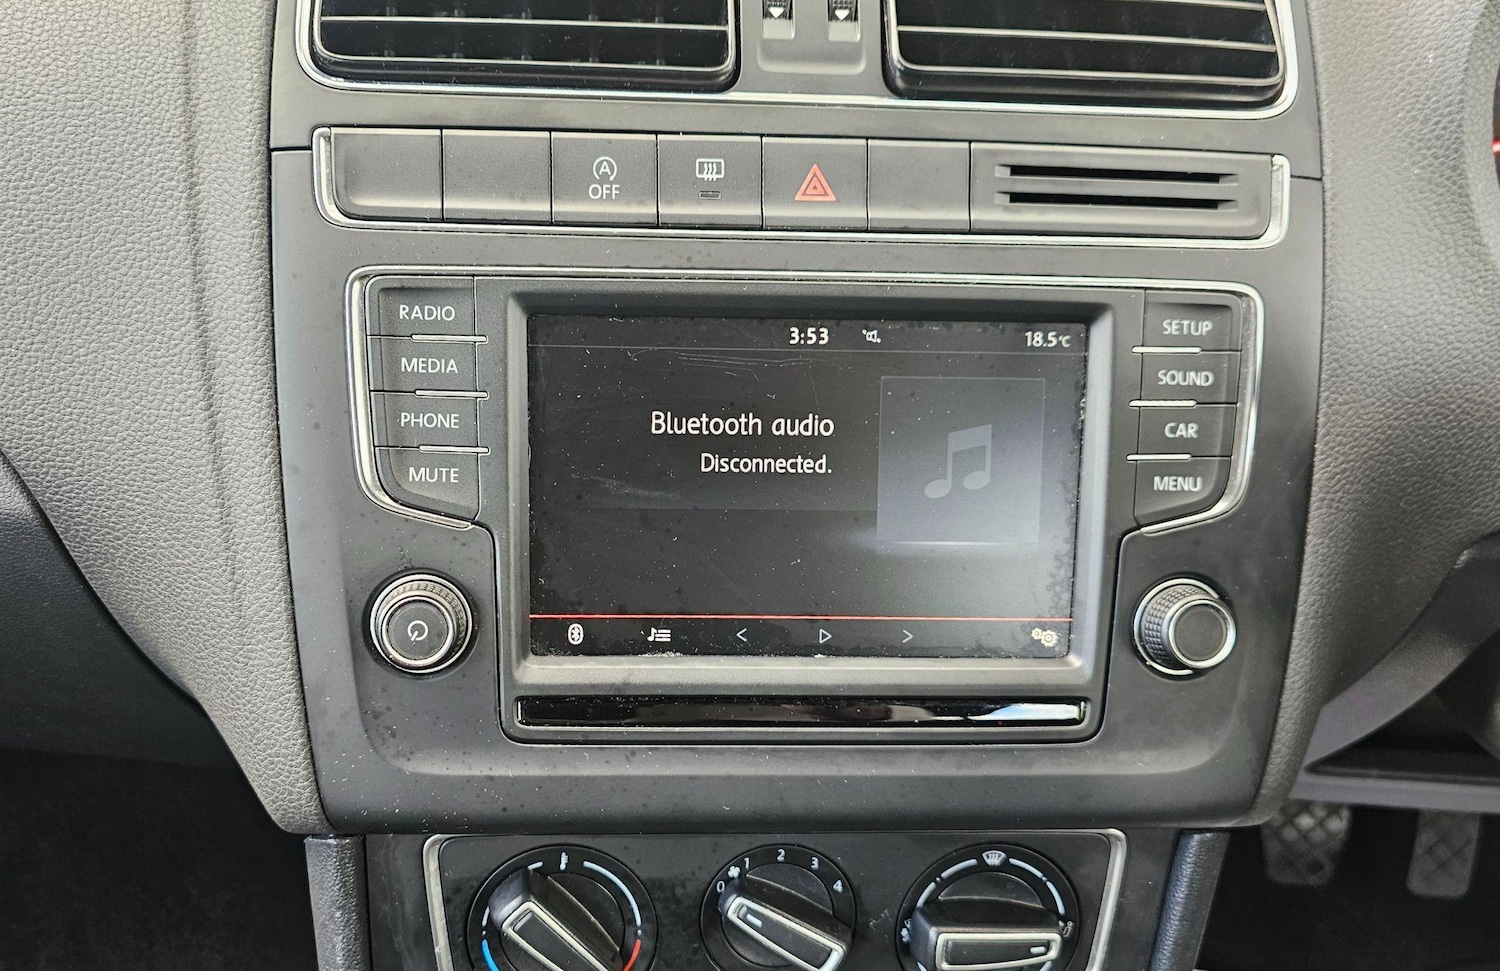 A
OFF
RADIO
MEDIA
PHONE
MUTE
3:53
18.5°C
Bluetooth audio
Disconnected.
SETUP
SOUND
CAR
MENU
0 1 2 3 4